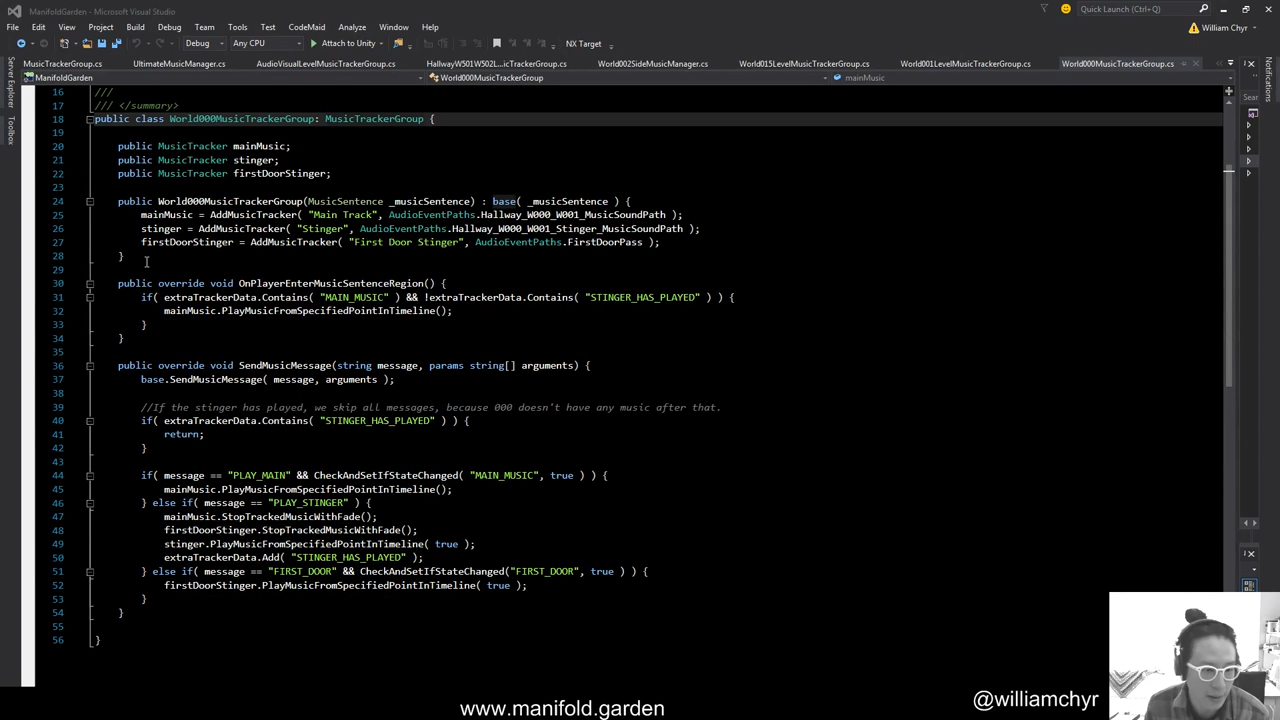 ManifoldGarden - Microsoft Visual Studio
Quick Launch (Ctrl+Q)
File Edit View Project Build Debug Team Tools Test CodeMaid Analyze Window Help
William Chyr
Debug Any CPU Attach to Unity NX Target
MusicTrackerGroup.cs UltimateMusicManager.cs AudioVisualLevelMusicTrackerGroup.cs HallwayW501W502L...icTrackerGroup.cs World002SideMusicManager.cs World015LevelMusicTrackerGroup.cs World001LevelMusicTrackerGroup.cs World000MusicTrackerGroup.cs
ManifoldGarden World000MusicTrackerGroup mainMusic
Server Explorer
Toolbox
Notifications
Sear
16 ///
17 /// </summary>
18 public class World000MusicTrackerGroup: MusicTrackerGroup {
19
20 public MusicTracker mainMusic;
21 public MusicTracker stinger;
22 public MusicTracker firstDoorStinger;
23
24 public World000MusicTrackerGroup(MusicSentence _musicSentence) : base( _musicSentence ) {
25 mainMusic = AddMusicTracker( "Main Track", AudioEventPaths.Hallway_W000_W001_MusicSoundPath );
26 stinger = AddMusicTracker( "Stinger", AudioEventPaths.Hallway_W000_W001_Stinger_MusicSoundPath );
27 firstDoorStinger = AddMusicTracker( "First Door Stinger", AudioEventPaths.FirstDoorPass );
28 }
29
30 public override void OnPlayerEnterMusicSentenceRegion() {
31 if( extraTrackerData.Contains( "MAIN_MUSIC" ) && !extraTrackerData.Contains( "STINGER_HAS_PLAYED" ) ) {
32 mainMusic.PlayMusicFromSpecifiedPointInTimeline();
33 }
34 }
35
36 public override void SendMusicMessage(string message, params string[] arguments) {
37 base.SendMusicMessage( message, arguments );
38
39 //If the stinger has played, we skip all messages, because 000 doesn't have any music after that.
40 if( extraTrackerData.Contains( "STINGER_HAS_PLAYED" ) ) {
41 return;
42 }
43
44 if( message == "PLAY_MAIN" && CheckAndSetIfStateChanged( "MAIN_MUSIC", true ) ) {
45 mainMusic.PlayMusicFromSpecifiedPointInTimeline();
46 } else if( message == "PLAY_STINGER" ) {
47 mainMusic.StopTrackedMusicWithFade();
48 firstDoorStinger.StopTrackedMusicWithFade();
49 stinger.PlayMusicFromSpecifiedPointInTimeline( true );
50 extraTrackerData.Add( "STINGER_HAS_PLAYED" );
51 } else if( message == "FIRST_DOOR" && CheckAndSetIfStateChanged("FIRST_DOOR", true ) ) {
52 firstDoorStinger.PlayMusicFromSpecifiedPointInTimeline( true );
53 }
54 }
55
56 }
@williamchyr
www.manifold.garden